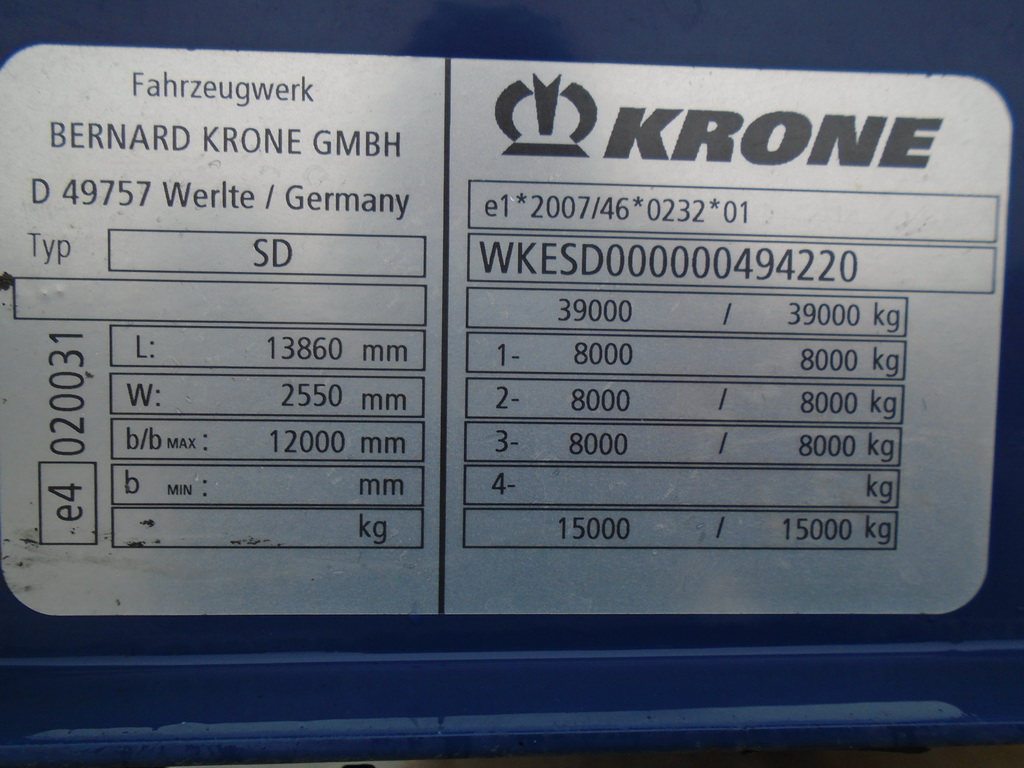 Fahrzeugwerk
BERNARD KRONE GMBH
D 49757 Werlte / Germany
Typ SD
L: 13860 mm
W: 2550 mm
b/b MAX : 12000 mm
b MIN : mm
kg
e4 020031
KRONE
e1*2007/46*0232*01
WKESD000000494220
39000 / 39000 kg
1- 8000 8000 kg
2- 8000 / 8000 kg
3- 8000 / 8000 kg
4- kg
15000 / 15000 kg